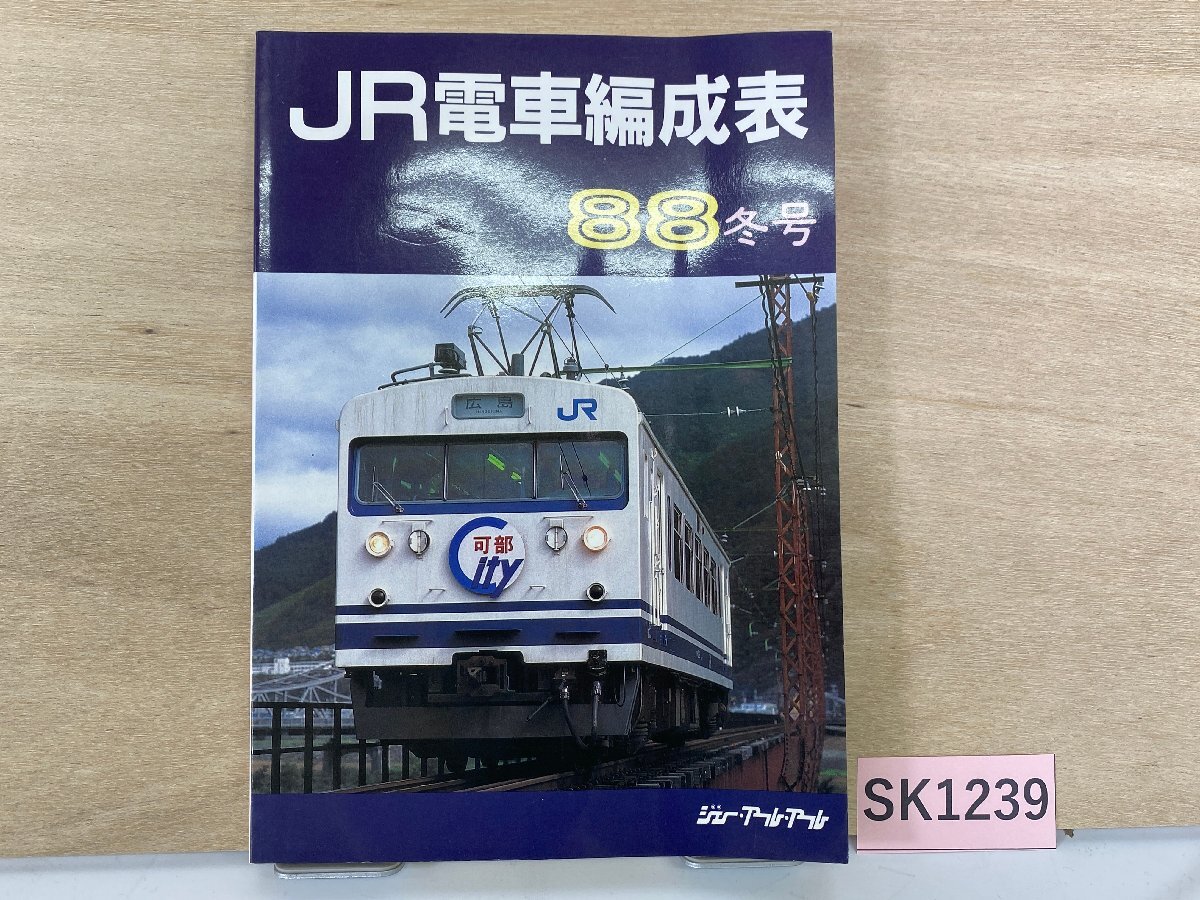 JR電車編成表
88冬号
広島
JR
可部
City
ジェー・アール・アール
SK1239